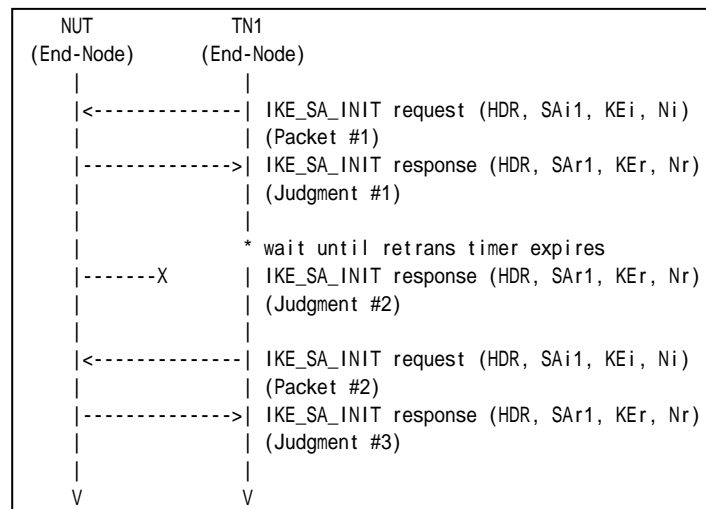 NUT TN1
(End-Node) (End-Node)
| |
|<--------------| IKE_SA_INIT request (HDR, SAi1, KEi, Ni)
| | (Packet #1)
|-------------->| IKE_SA_INIT response (HDR, SAr1, KEr, Nr)
| | (Judgment #1)
| |
| * wait until retrans timer expires
|-------X | IKE_SA_INIT response (HDR, SAr1, KEr, Nr)
| | (Judgment #2)
| |
|<--------------| IKE_SA_INIT request (HDR, SAi1, KEi, Ni)
| | (Packet #2)
|-------------->| IKE_SA_INIT response (HDR, SAr1, KEr, Nr)
| | (Judgment #3)
| |
V V